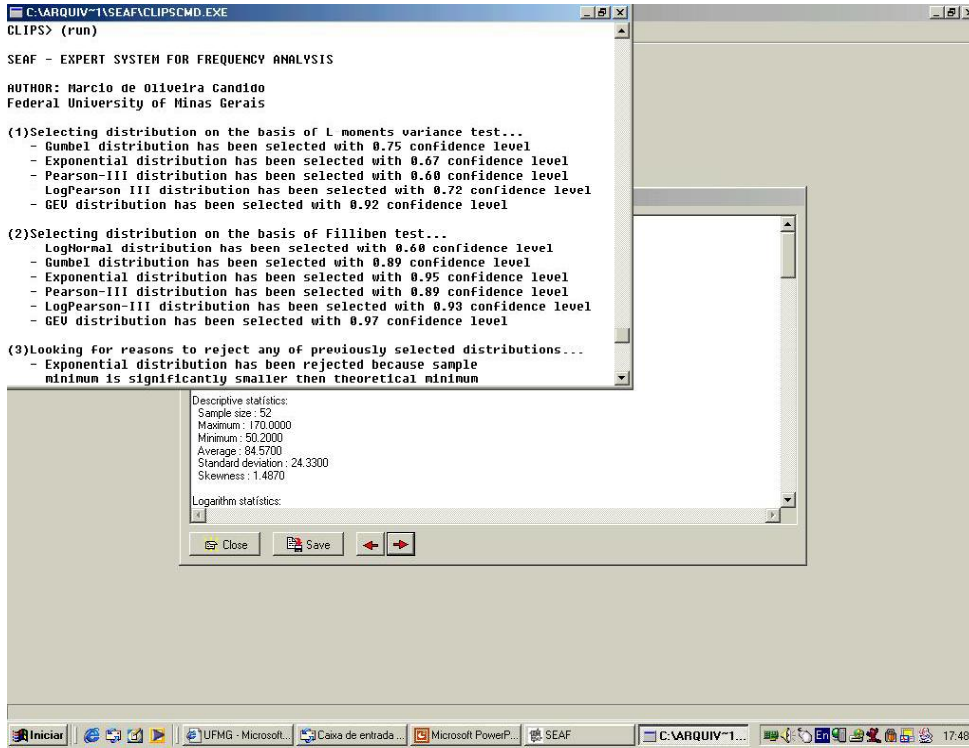 C:\ARQUIV~1\SEAF\CLIPSCMD.EXE
CLIPS> (run)
SEAF - EXPERT SYSTEM FOR FREQUENCY ANALYSIS
AUTHOR: Marcio de Oliveira Candido
Federal University of Minas Gerais
(1)Selecting distribution on the basis of L moments variance test...
- Gumbel distribution has been selected with 0.75 confidence level
- Exponential distribution has been selected with 0.67 confidence level
- Pearson-III distribution has been selected with 0.60 confidence level
LogPearson III distribution has been selected with 0.72 confidence level
- GEV distribution has been selected with 0.92 confidence level
(2)Selecting distribution on the basis of Filliben test...
LogNormal distribution has been selected with 0.60 confidence level
- Gumbel distribution has been selected with 0.89 confidence level
- Exponential distribution has been selected with 0.95 confidence level
- Pearson-III distribution has been selected with 0.89 confidence level
- LogPearson-III distribution has been selected with 0.93 confidence level
- GEV distribution has been selected with 0.97 confidence level
(3)Looking for reasons to reject any of previously selected distributions...
- Exponential distribution has been rejected because sample
minimum is significantly smaller then theoretical minimum
Descriptive statístics:
Sample size : 52
Maximum : 170.0000
Minimum : 50.2000
Average : 84.5700
Standard deviation : 24.3300
Skewness : 1.4870
Logarithm statístics:
Close Save
Iniciar UFMG - Microsoft... Caixa de entrada ... Microsoft PowerP... SEAF C:\ARQUIV~1... En 17:48